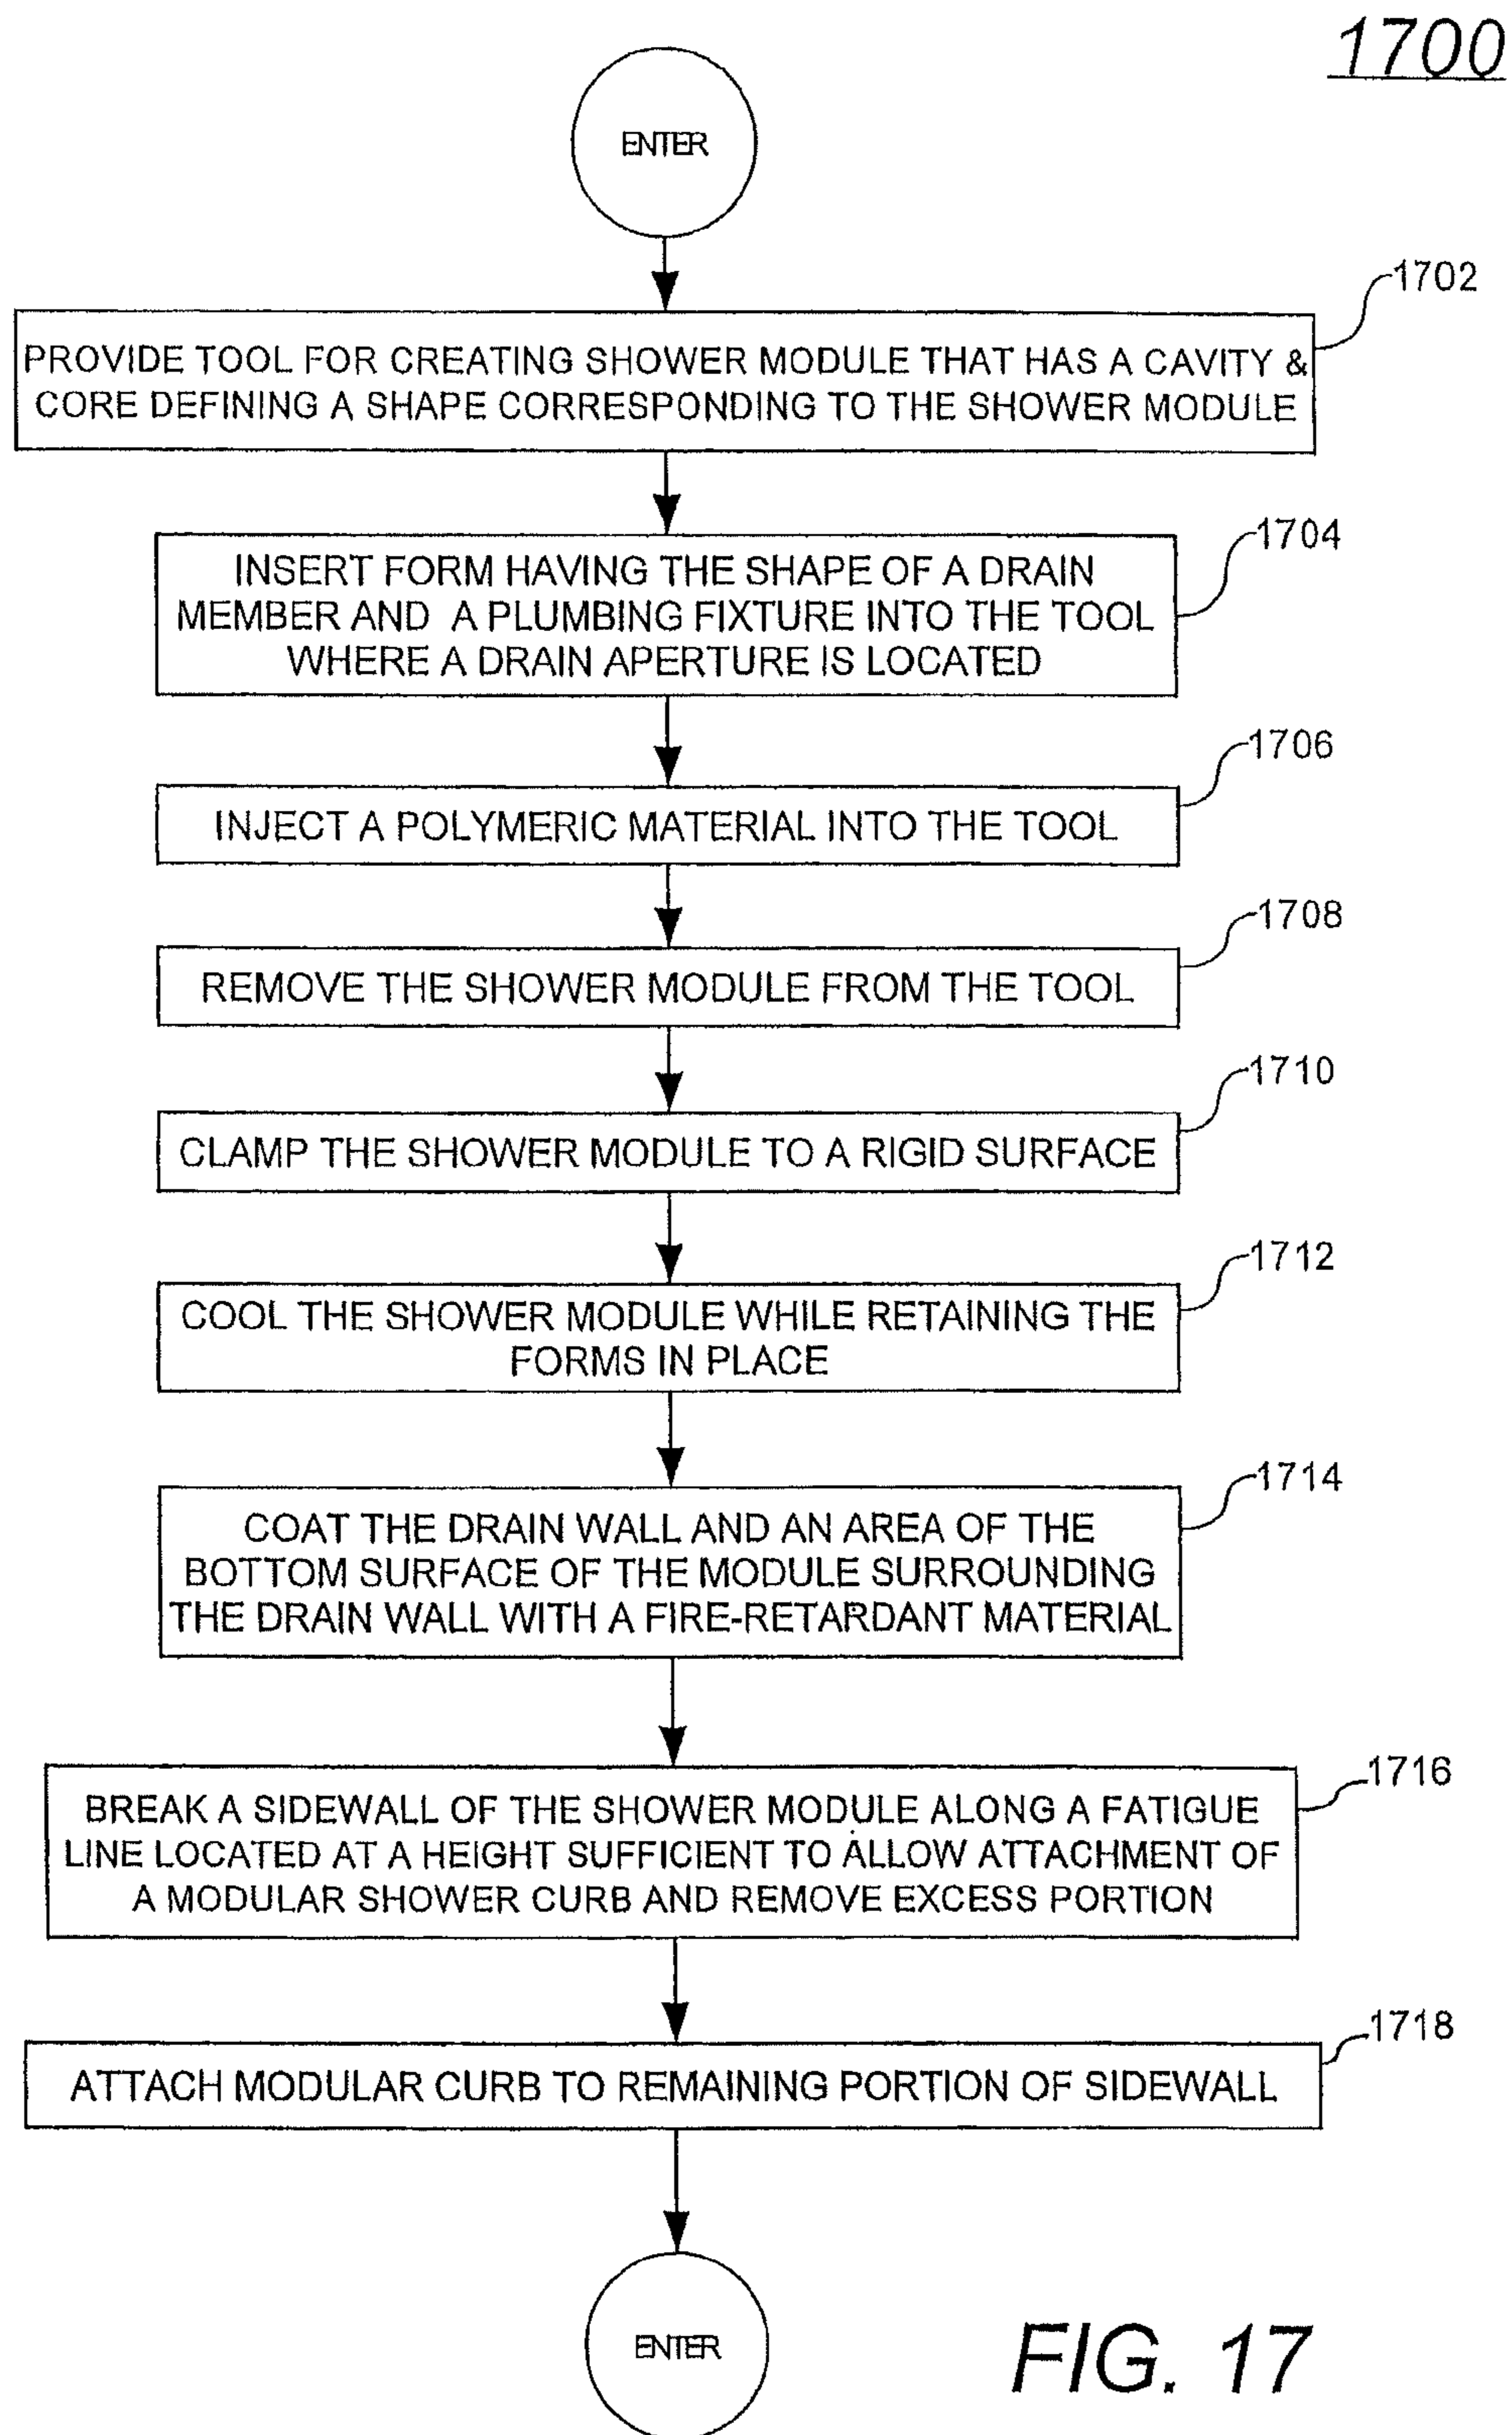 1700
ENTER
1702
PROVIDE TOOL FOR CREATING SHOWER MODULE THAT HAS A CAVITY &
CORE DEFINING A SHAPE CORRESPONDING TO THE SHOWER MODULE
1704
INSERT FORM HAVING THE SHAPE OF A DRAIN
MEMBER AND A PLUMBING FIXTURE INTO THE TOOL
WHERE A DRAIN APERTURE IS LOCATED
1706
INJECT A POLYMERIC MATERIAL INTO THE TOOL
1708
REMOVE THE SHOWER MODULE FROM THE TOOL
1710
CLAMP THE SHOWER MODULE TO A RIGID SURFACE
1712
COOL THE SHOWER MODULE WHILE RETAINING THE
FORMS IN PLACE
1714
COAT THE DRAIN WALL AND AN AREA OF THE
BOTTOM SURFACE OF THE MODULE SURROUNDING
THE DRAIN WALL WITH A FIRE-RETARDANT MATERIAL
1716
BREAK A SIDEWALL OF THE SHOWER MODULE ALONG A FATIGUE
LINE LOCATED AT A HEIGHT SUFFICIENT TO ALLOW ATTACHMENT OF
A MODULAR SHOWER CURB AND REMOVE EXCESS PORTION
1718
ATTACH MODULAR CURB TO REMAINING PORTION OF SIDEWALL
ENTER
FIG. 17